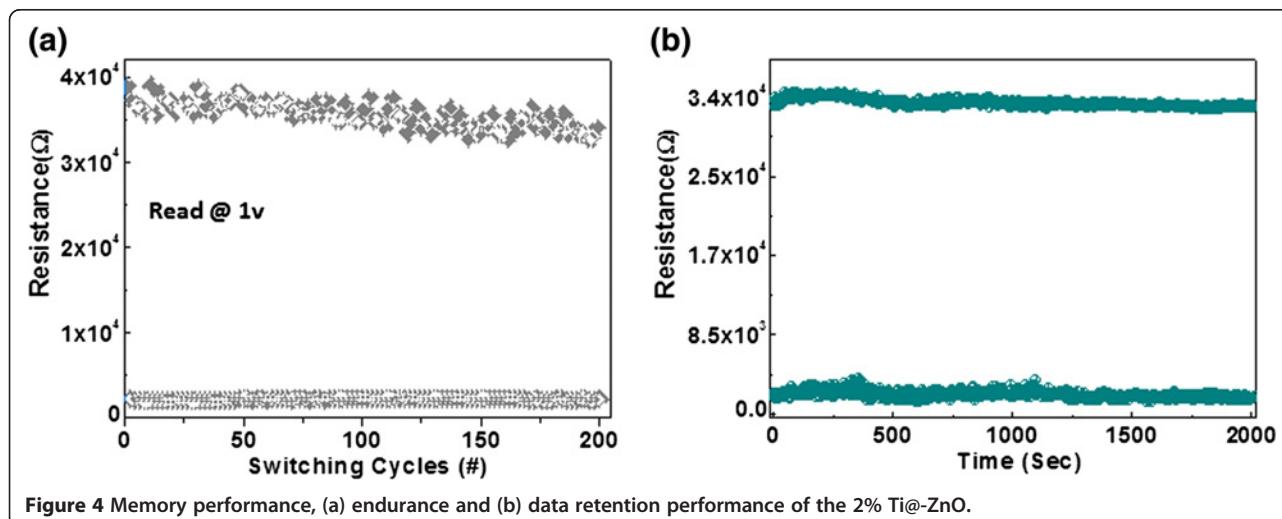 (a)
4x10⁴
3x10⁴
2x10⁴
1x10⁴
0
Resistance(Ω)
Read @ 1v
0 50 100 150 200
Switching Cycles (#)
(b)
3.4x10⁴
2.5x10⁴
1.7x10⁴
8.5x10³
0.0
Resistance(Ω)
0 500 1000 1500 2000
Time (Sec)
Figure 4 Memory performance, (a) endurance and (b) data retention performance of the 2% Ti@-ZnO.